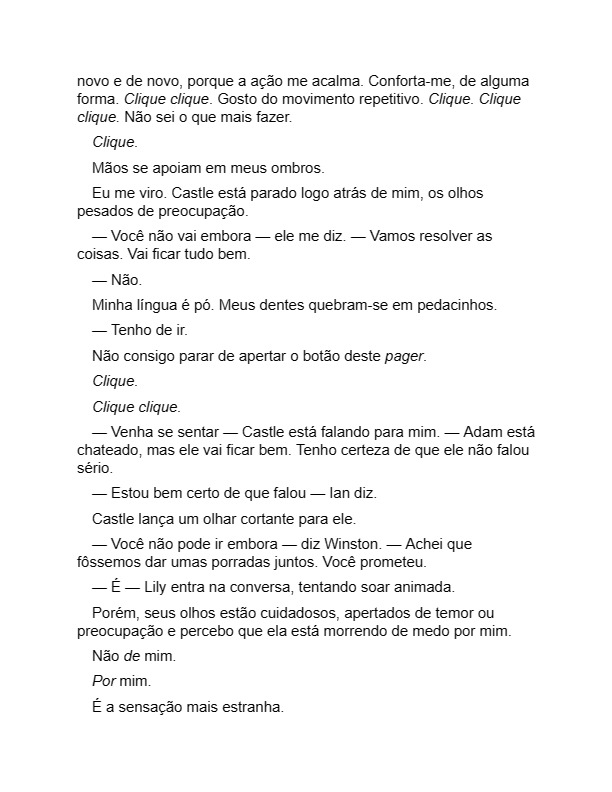 novo e de novo, porque a ação me acalma. Conforta-me, de alguma
forma. Clique clique. Gosto do movimento repetitivo. Clique. Clique
clique. Não sei o que mais fazer.
Clique.
Mãos se apoiam em meus ombros.
Eu me viro. Castle está parado logo atrás de mim, os olhos
pesados de preocupação.
— Você não vai embora — ele me diz. — Vamos resolver as
coisas. Vai ficar tudo bem.
— Não.
Minha língua é pó. Meus dentes quebram-se em pedacinhos.
— Tenho de ir.
Não consigo parar de apertar o botão deste pager.
Clique.
Clique clique.
— Venha se sentar — Castle está falando para mim. — Adam está
chateado, mas ele vai ficar bem. Tenho certeza de que ele não falou
sério.
— Estou bem certo de que falou — Ian diz.
Castle lança um olhar cortante para ele.
— Você não pode ir embora — diz Winston. — Achei que
fôssemos dar umas porradas juntos. Você prometeu.
— É — Lily entra na conversa, tentando soar animada.
Porém, seus olhos estão cuidadosos, apertados de temor ou
preocupação e percebo que ela está morrendo de medo por mim.
Não de mim.
Por mim.
É a sensação mais estranha.